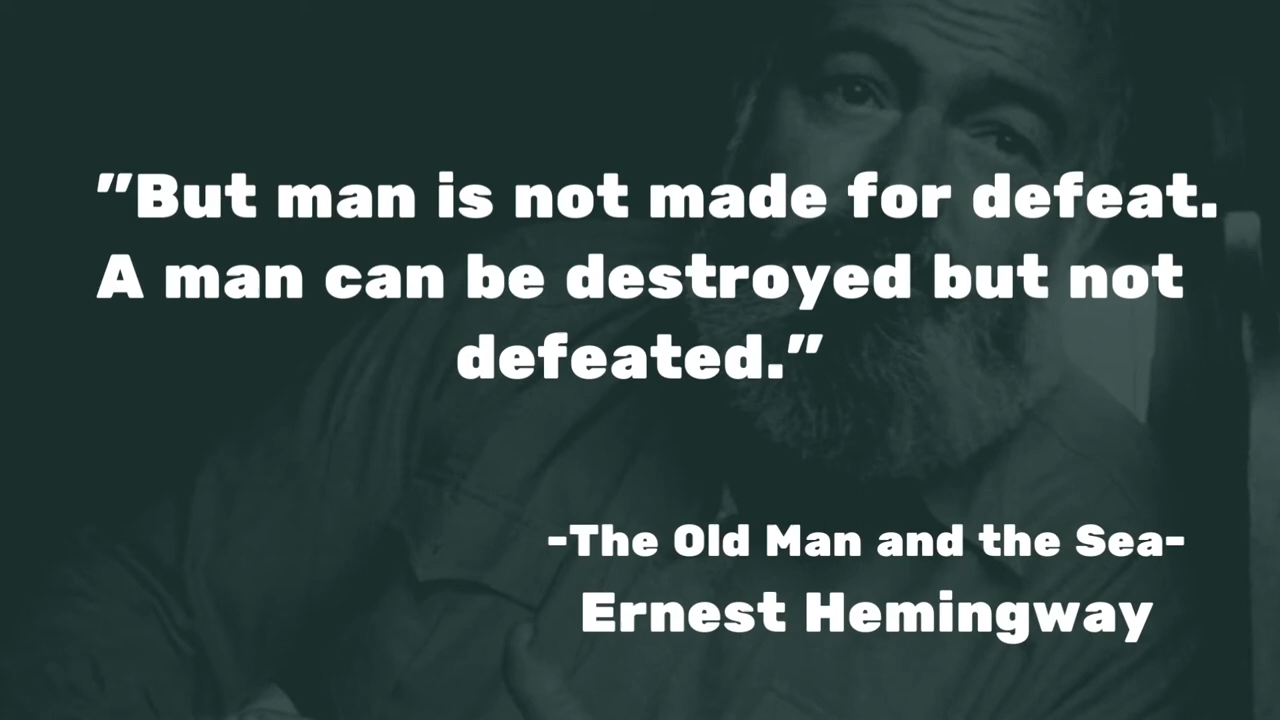 ”But man is not made for defeat.
A man can be destroyed but not
defeated.”
-The Old Man and the Sea-
Ernest Hemingway